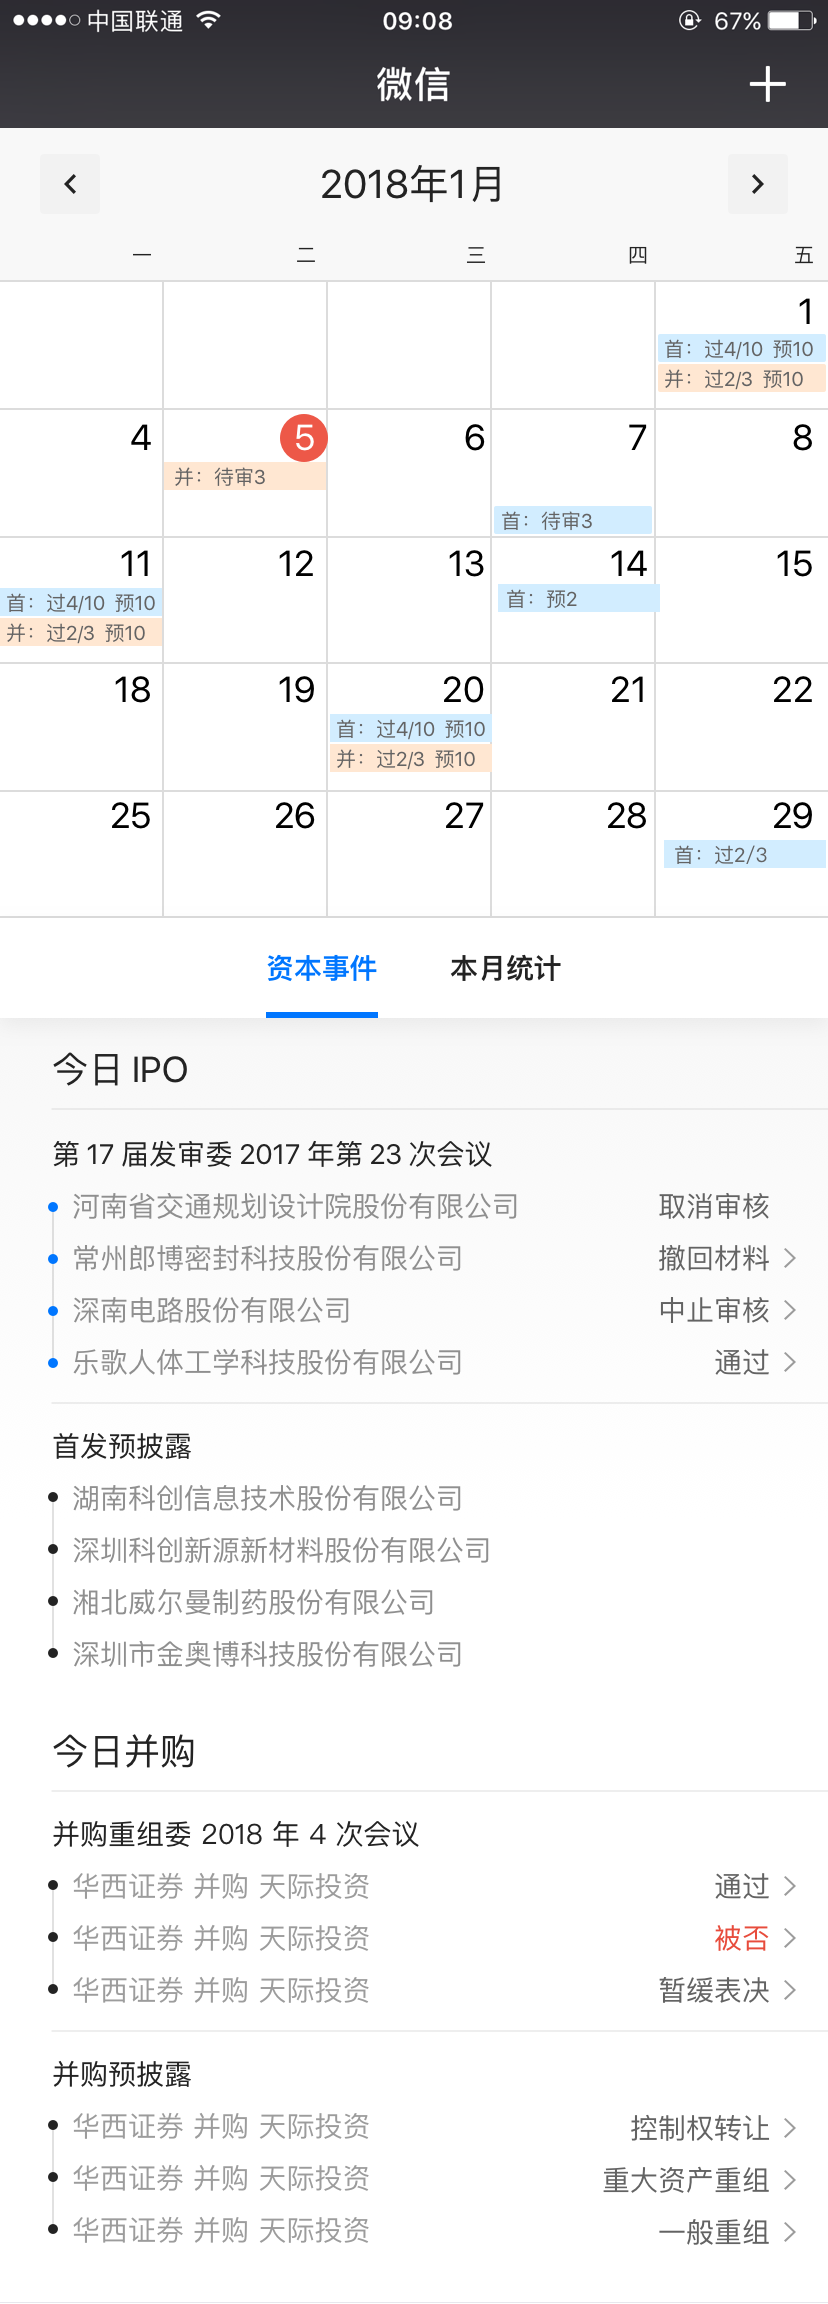 中国联通 09:08 67%
微信
2018年1月
一 二 三 四 五
1
首：过4/10 预10
并：过2/3 预10
4 5 6 7 8
并：待审3
首：待审3
11 12 13 14 15
首：过4/10 预10
并：过2/3 预10
首：预2
18 19 20 21 22
首：过4/10 预10
并：过2/3 预10
25 26 27 28 29
首：过2/3
资本事件 本月统计
今日 IPO
第 17 届发审委 2017 年第 23 次会议
河南省交通规划设计院股份有限公司 取消审核
常州郎博密封科技股份有限公司 撤回材料
深南电路股份有限公司 中止审核
乐歌人体工学科技股份有限公司 通过
首发预披露
湖南科创信息技术股份有限公司
深圳科创新源新材料股份有限公司
湘北威尔曼制药股份有限公司
深圳市金奥博科技股份有限公司
今日并购
并购重组委 2018 年 4 次会议
华西证券 并购 天际投资 通过
华西证券 并购 天际投资 被否
华西证券 并购 天际投资 暂缓表决
并购预披露
华西证券 并购 天际投资 控制权转让
华西证券 并购 天际投资 重大资产重组
华西证券 并购 天际投资 一般重组